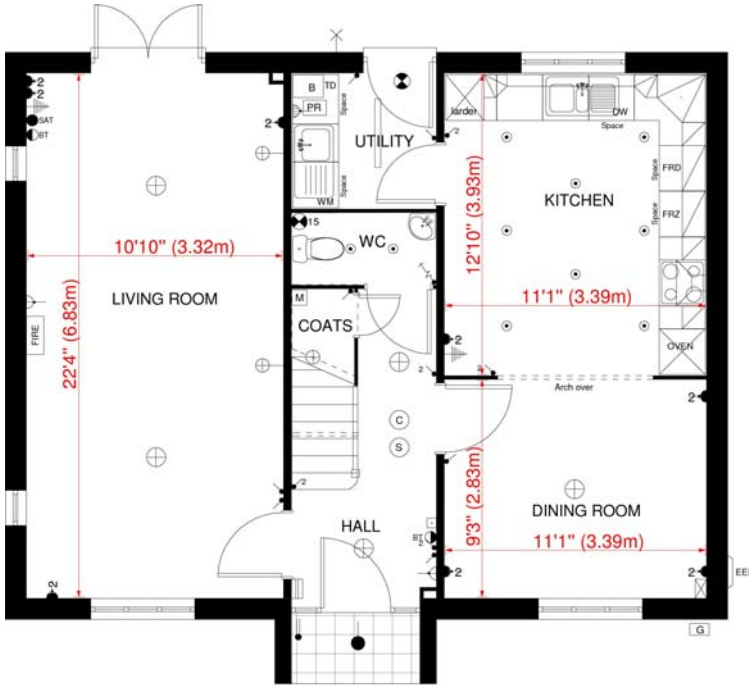 2
2
SAT
BT
2
B
TD
PR
Space
Space
WM
UTILITY
2
larder
DW
Space
Space
FRD
Space
FRZ
KITCHEN
12'10" (3.93m)
11'1" (3.39m)
OVEN
15
WC
10'10" (3.32m)
LIVING ROOM
22'4" (6.83m)
FIRE
M
COATS
2
2
2
Arch over
2
C
S
2
HALL
BT
2
DINING ROOM
9'3" (2.83m)
11'1" (3.39m)
2
2
2
G